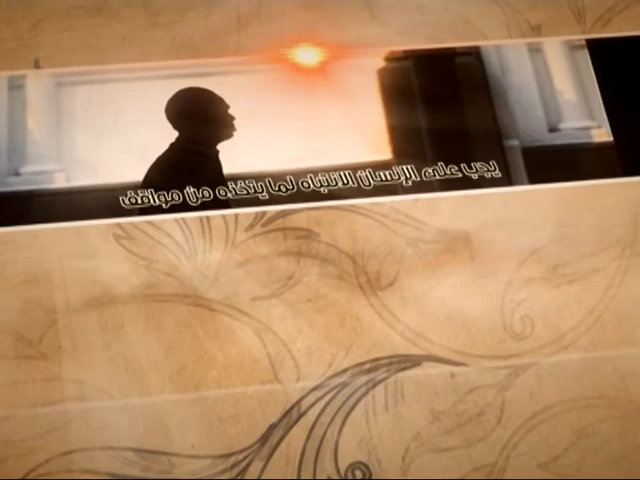 يجب على الإنسان الانتباه لما يتخذه من مواقف